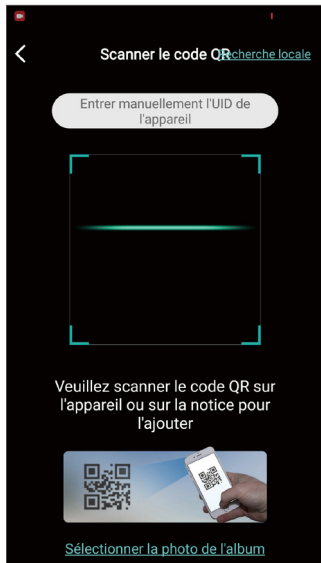 Scanner le code QR
Recherche locale
Entrer manuellement l'UID de
l'appareil
Veuillez scanner le code QR sur
l'appareil ou sur la notice pour
l'ajouter
Sélectionner la photo de l'album